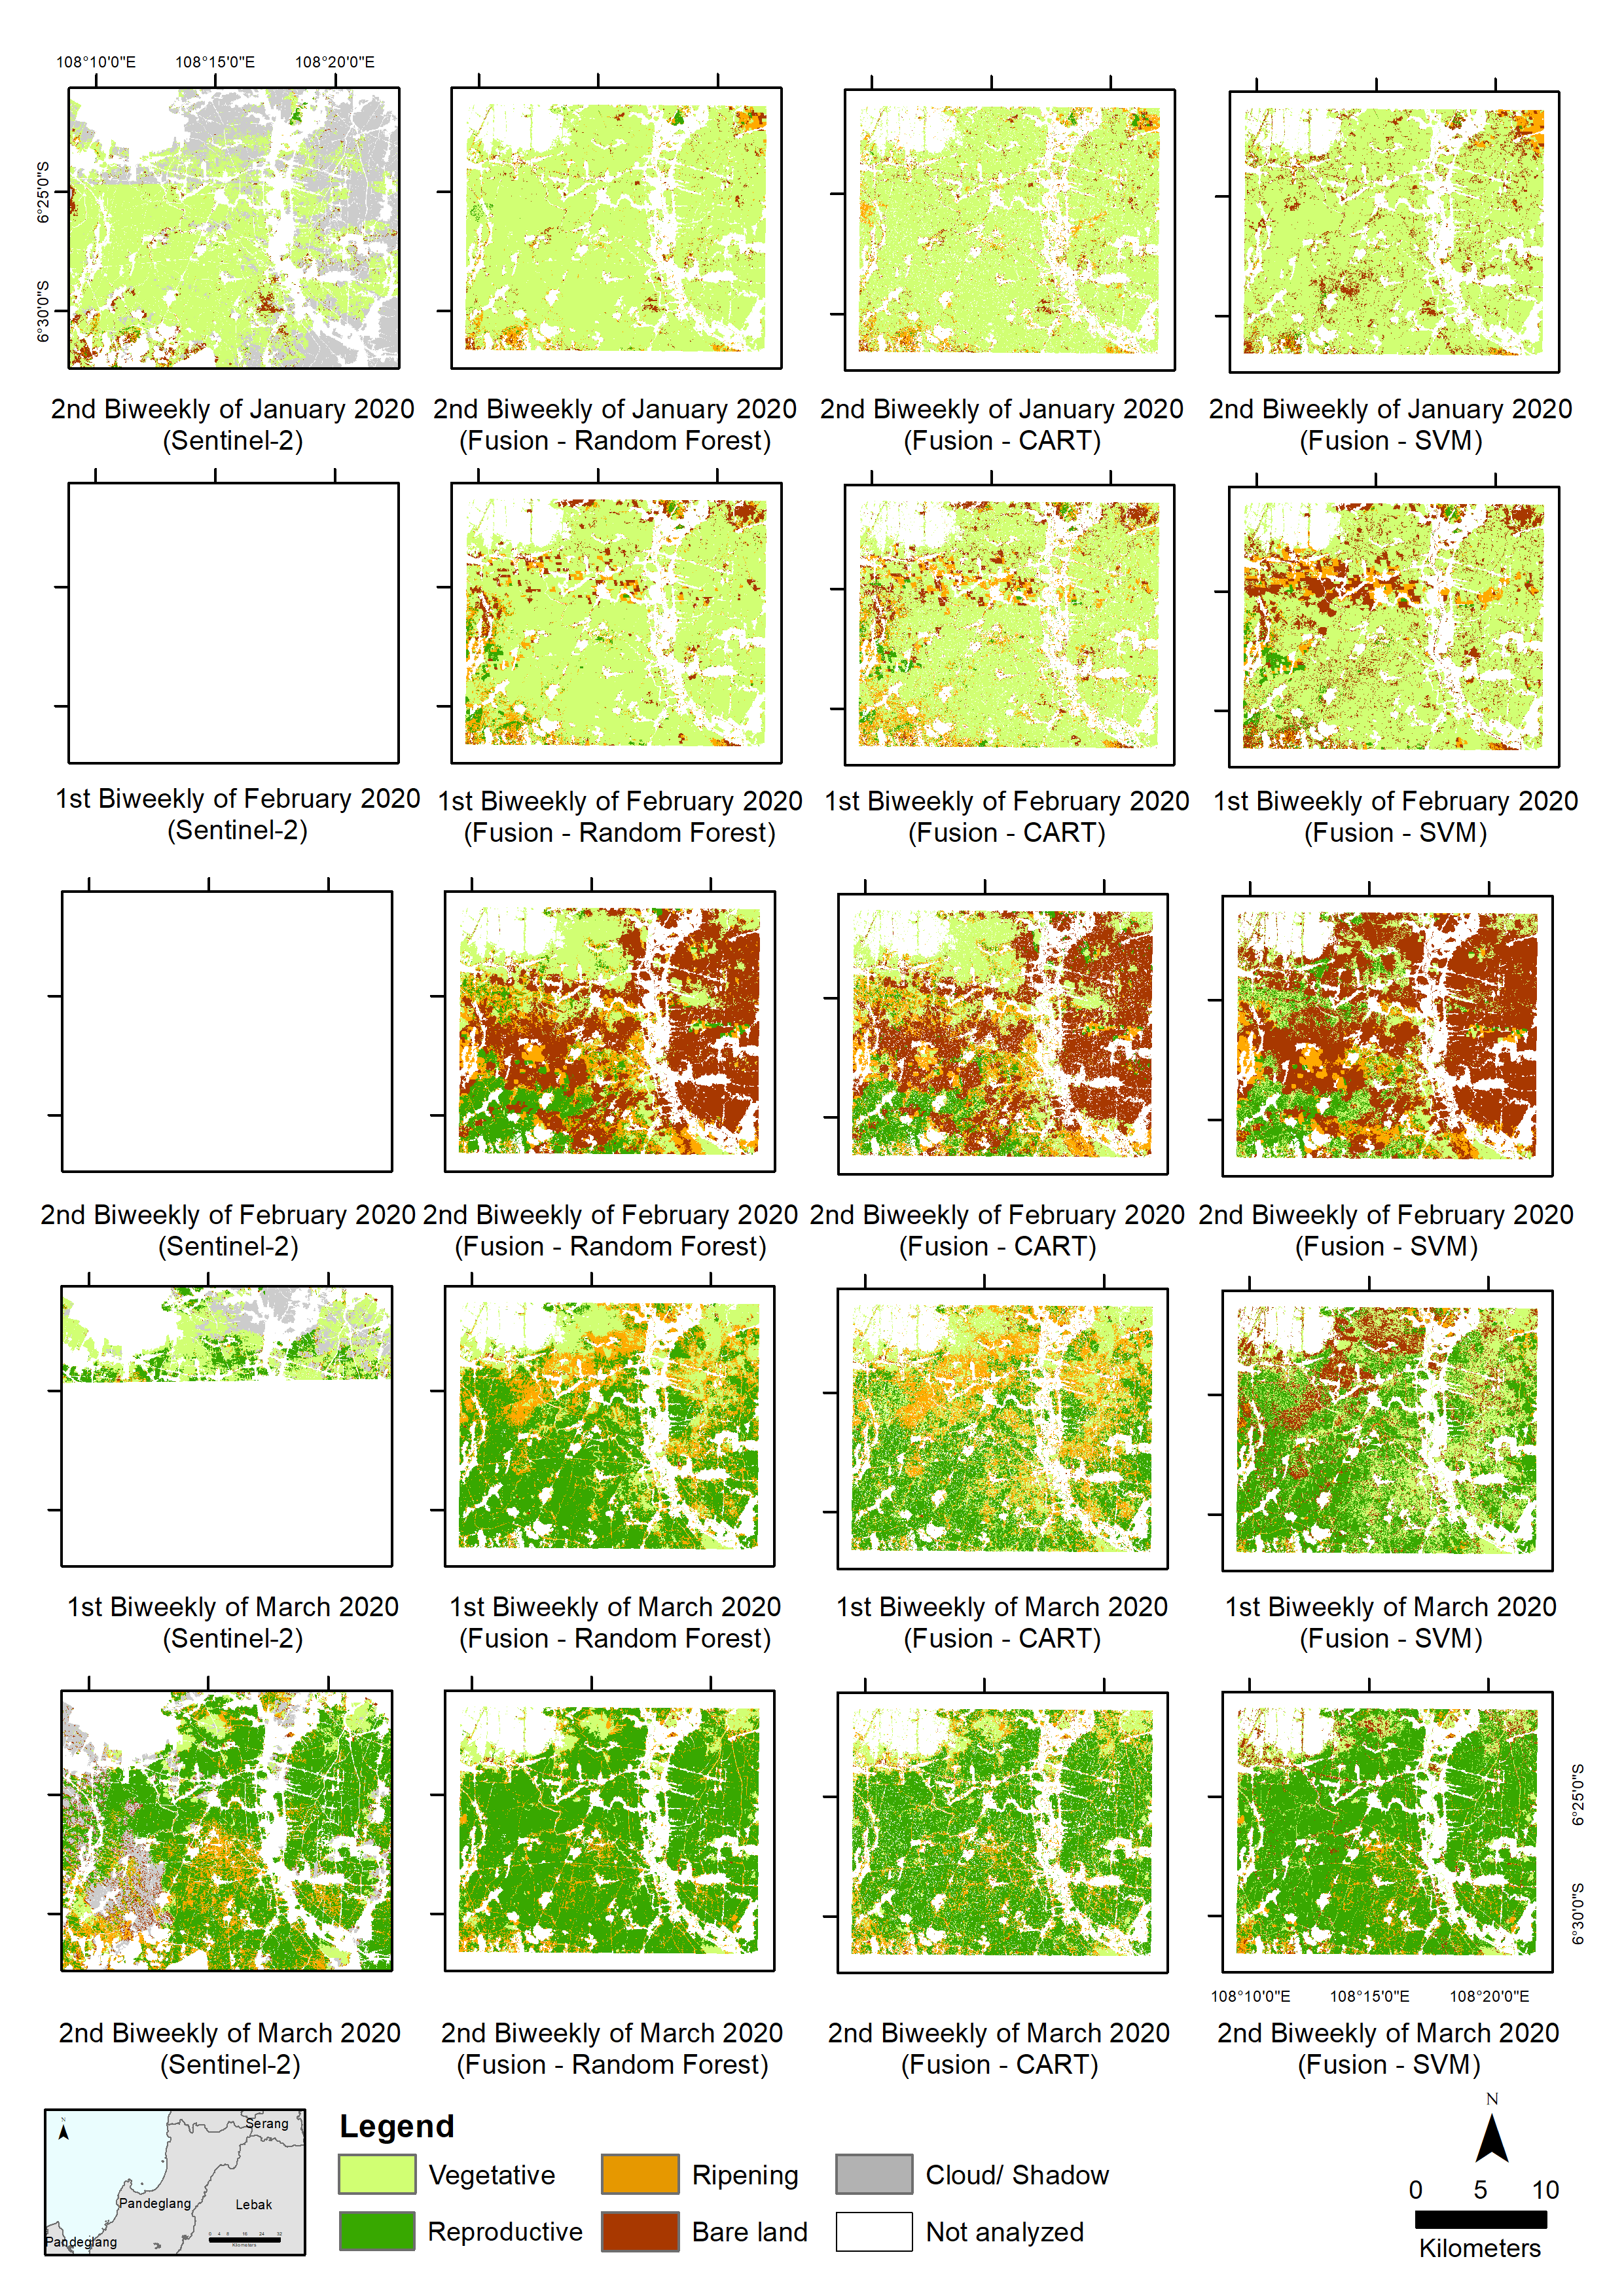 108°10'0"E 108°15'0"E 108°20'0"E
6°25'0"S
6°30'0"S
2nd Biweekly of January 2020
(Sentinel-2)
2nd Biweekly of January 2020
(Fusion - Random Forest)
2nd Biweekly of January 2020
(Fusion - CART)
2nd Biweekly of January 2020
(Fusion - SVM)
1st Biweekly of February 2020
(Sentinel-2)
1st Biweekly of February 2020
(Fusion - Random Forest)
1st Biweekly of February 2020
(Fusion - CART)
1st Biweekly of February 2020
(Fusion - SVM)
2nd Biweekly of February 2020
(Sentinel-2)
2nd Biweekly of February 2020
(Fusion - Random Forest)
2nd Biweekly of February 2020
(Fusion - CART)
2nd Biweekly of February 2020
(Fusion - SVM)
1st Biweekly of March 2020
(Sentinel-2)
1st Biweekly of March 2020
(Fusion - Random Forest)
1st Biweekly of March 2020
(Fusion - CART)
1st Biweekly of March 2020
(Fusion - SVM)
6°25'0"S
6°30'0"S
108°10'0"E 108°15'0"E 108°20'0"E
2nd Biweekly of March 2020
(Sentinel-2)
2nd Biweekly of March 2020
(Fusion - Random Forest)
2nd Biweekly of March 2020
(Fusion - CART)
2nd Biweekly of March 2020
(Fusion - SVM)
N
Serang
Pandeglang
Lebak
Pandeglang
0 4 8 16 24 32
Kilometers
Legend
Vegetative
Ripening
Cloud/ Shadow
Reproductive
Bare land
Not analyzed
N
0 5 10
Kilometers